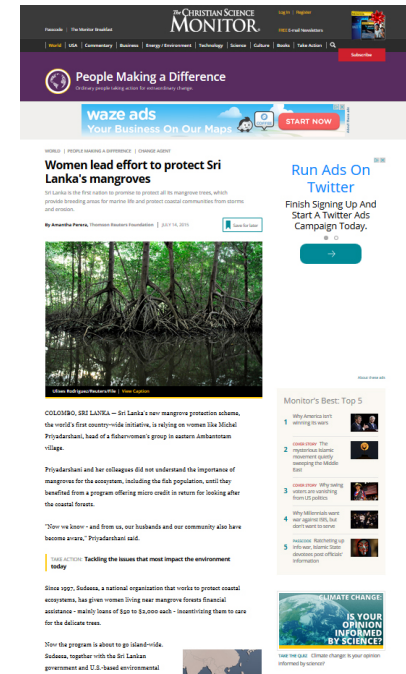 The CHRISTIAN SCIENCE
MONITOR
Log In | Register
Passcode | The Monitor Breakfast
FREE E-mail Newsletters
World | USA | Commentary | Business | Energy / Environment | Technology | Science | Culture | Books | Take Action
Subscribe
People Making a Difference
Ordinary people taking action for extraordinary change.
waze ads
Your Business On Our Maps
COFFEE
START NOW
WORLD | PEOPLE MAKING A DIFFERENCE | CHANGE AGENT
Women lead effort to protect Sri
Lanka's mangroves
Sri Lanka is the first nation to promise to protect all its mangrove trees, which
provide breeding areas for marine life and protect coastal communities from storms
and erosion.
By Amantha Perera, Thomson Reuters Foundation | JULY 14, 2015
Save for later
Ulises Rodriguez/Reuters/File | View Caption
COLOMBO, SRI LANKA — Sri Lanka's new mangrove protection scheme,
the world's first country-wide initiative, is relying on women like Michel
Priyadarshani, head of a fisherwomen's group in eastern Ambantotam
village.
Priyadarshani and her colleagues did not understand the importance of
mangroves for the ecosystem, including the fish population, until they
benefited from a program offering micro credit in return for looking after
the coastal forests.
"Now we know - and from us, our husbands and our community also have
become aware," Priyadarshani said.
TAKE ACTION: Tackling the issues that most impact the environment
today
Since 1997, Sudeesa, a national organization that works to protect coastal
ecosystems, has given women living near mangrove forests financial
assistance - mainly loans of $50 to $2,000 each - incentivizing them to care
for the delicate trees.
Now the program is about to go island-wide.
Sudeesa, together with the Sri Lankan
government and U.S.-based environmental
Run Ads On
Twitter
Finish Signing Up And
Start A Twitter Ads
Campaign Today.
About these ads
Monitor's Best: Top 5
1 Why America isn't
winning its wars
2 COVER STORY The
mysterious Islamic
movement quietly
sweeping the Middle
East
3 COVER STORY Why swing
voters are vanishing
from US politics
4 Why Millennials want
war against ISIS, but
don't want to serve
5 PASSCODE Ratcheting up
info war, Islamic State
devotees post officials'
information
CLIMATE CHANGE:
IS YOUR
OPINION
INFORMED
BY SCIENCE?
TAKE THE QUIZ Climate change: Is your opinion
informed by science?